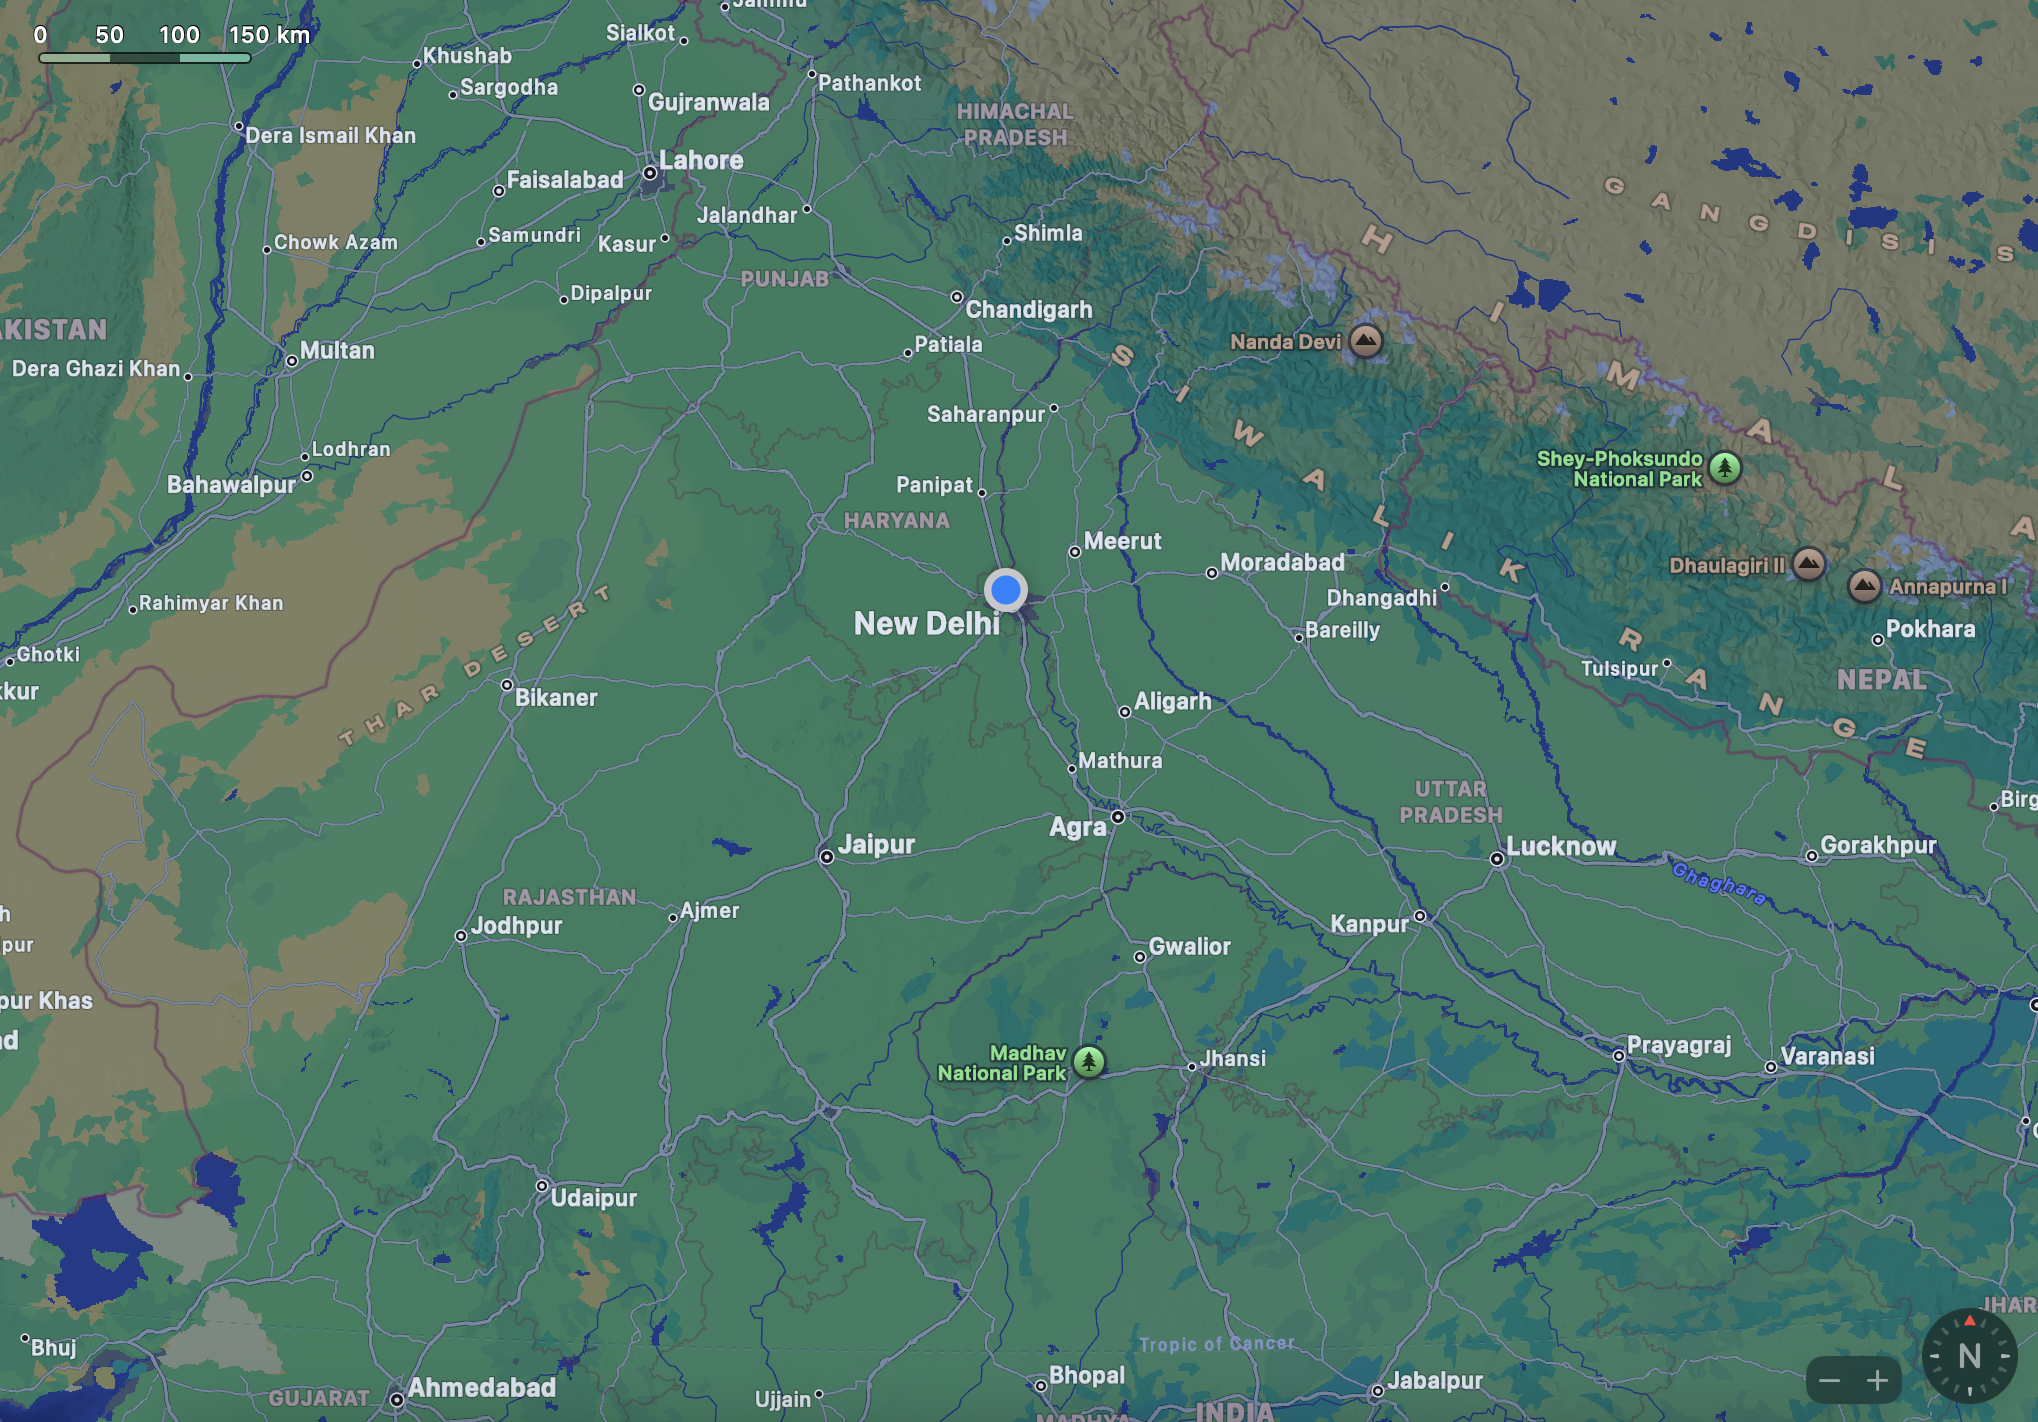 0 50 100 150 km
Jammu
Sialkot
Khushab
Sargodha
Gujranwala
Pathankot
HIMACHAL
PRADESH
Dera Ismail Khan
Lahore
Faisalabad
Jalandhar
GANGDISIS
Samundri
Kasur
Chowk Azam
Shimla
PUNJAB
Dipalpur
Chandigarh
AKISTAN
Multan
Patiala
Nanda Devi
Dera Ghazi Khan
HIMALA
Saharanpur
SIWALIK RANGE
Lodhran
Bahawalpur
Panipat
Shey-Phoksundo
National Park
HARYANA
Meerut
Moradabad
Dhaulagiri II
Annapurna I
Dhangadhi
Rahimyar Khan
New Delhi
Bareilly
Pokhara
THAR DESERT
Ghotki
Tulsipur
NEPAL
kkur
Bikaner
Aligarh
Mathura
UTTAR
PRADESH
Birg
Agra
Jaipur
Lucknow
Gorakhpur
Ghaghara
RAJASTHAN
Ajmer
h
Jodhpur
Kanpur
pur
Gwalior
pur Khas
ad
Madhav
National Park
Jhansi
Prayagraj
Varanasi
Udaipur
JHAR
Bhuj
Tropic of Cancer
N
Bhopal
Jabalpur
Ahmedabad
GUJARAT
Ujjain
INDIA
MADHYA